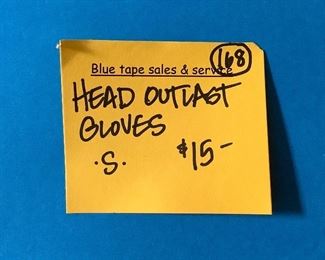 168
Blue tape sales & service
HEAD OUTLAST
GLOVES
·S· $15–